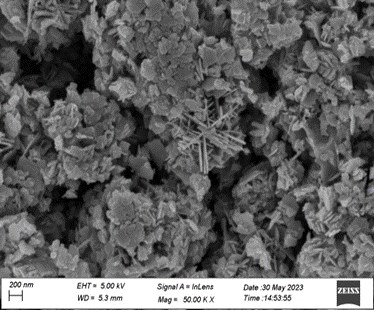 200 nm
EHT = 5.00 kV
Signal A = InLens
Date :30 May 2023
WD = 5.3 mm
Mag = 50.00 K X
Time :14:53:55
ZEISS